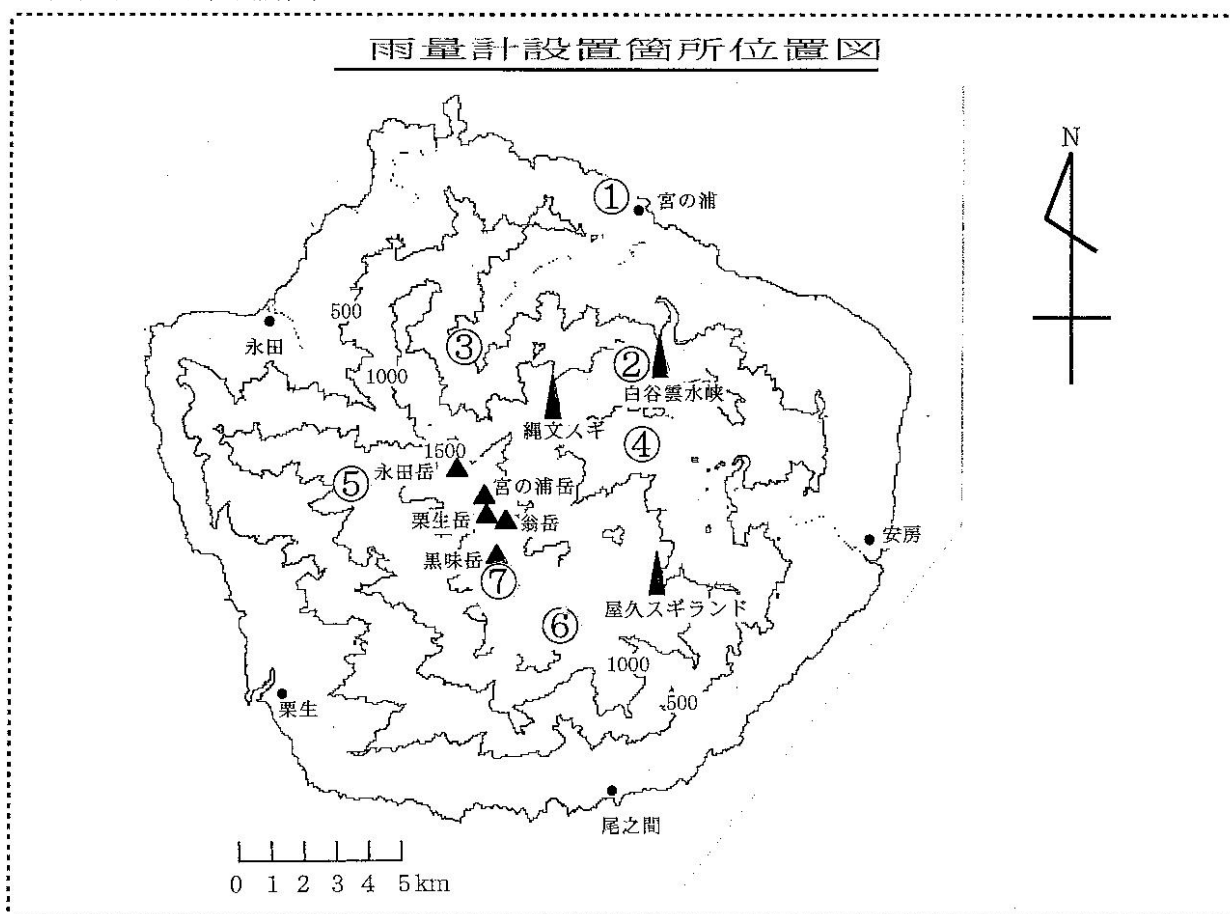 雨量計設置箇所位置図
N
①
宮の浦
500
永田
③
②
1000
白谷雲水峡
縄文スギ
④
1500
永田岳
⑤
宮の浦岳
栗生岳
翁岳
安房
黒味岳
⑦
屋久スギランド
⑥
1000
500
栗生
尾之間
0 1 2 3 4 5km